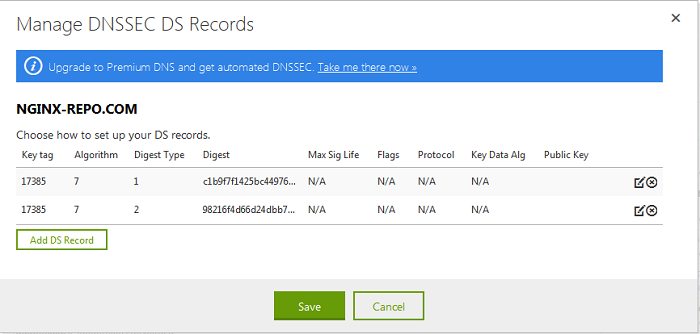 Manage DNSSEC DS Records
Upgrade to Premium DNS and get automated DNSSEC. Take me there now »
NGINX-REPO.COM
Choose how to set up your DS records.
Key tag Algorithm Digest Type Digest Max Sig Life Flags Protocol Key Data Alg Public Key
17385 7 1 c1b9f7f1425bc44976... N/A N/A N/A N/A
17385 7 2 98216f4d66d24dbb7... N/A N/A N/A N/A
Add DS Record
Save Cancel